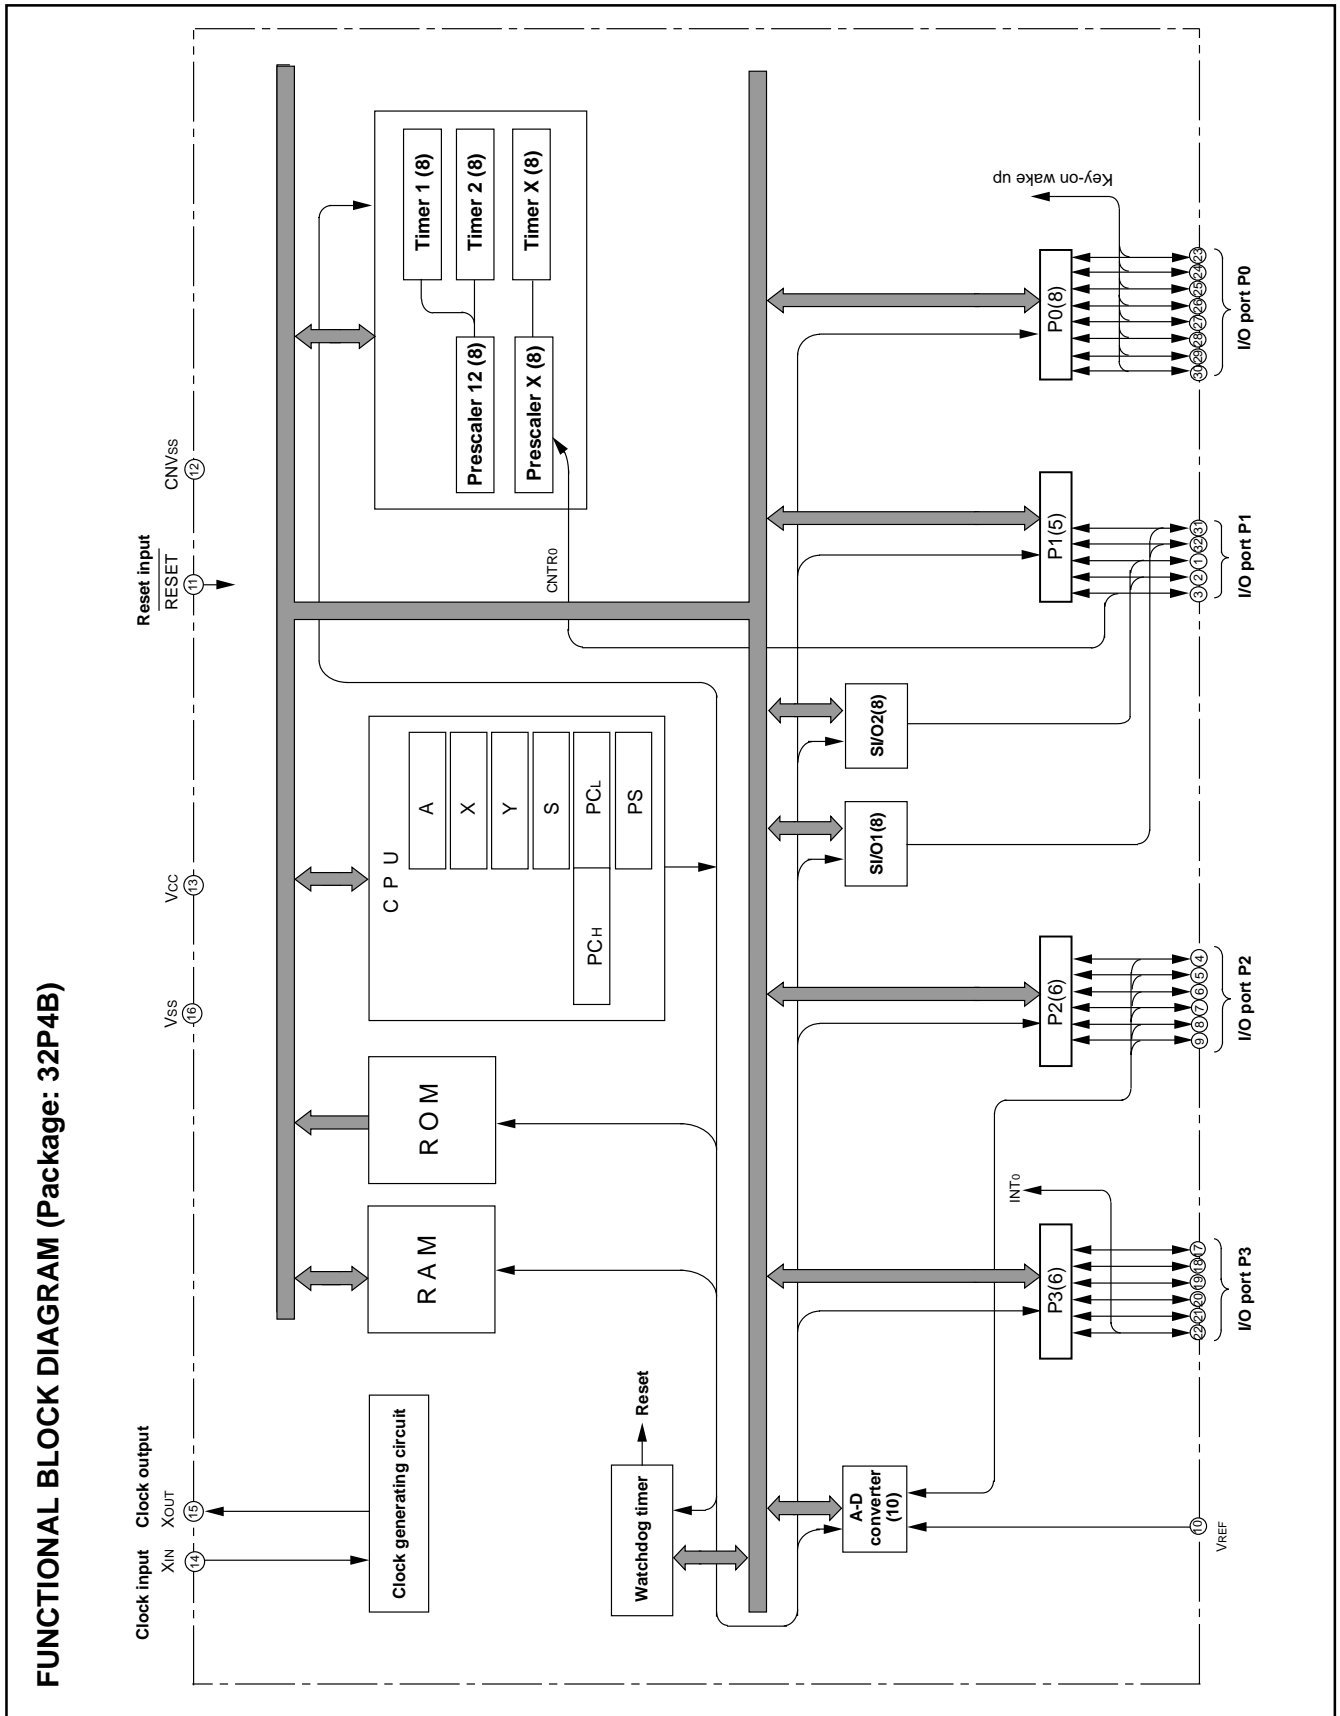 FUNCTIONAL BLOCK DIAGRAM (Package: 32P4B)
Clock input
XIN
14
Clock output
XOUT
15
VSS
16
VCC
13
Reset input
RESET
11
CNVSS
12
Clock generating circuit
RAM
ROM
CPU
A
X
Y
S
PCH
PCL
PS
Timer 1 (8)
Prescaler 12 (8)
Timer 2 (8)
Prescaler X (8)
Timer X (8)
CNTR0
Watchdog timer
Reset
A-D
converter
(10)
SI/O1(8)
SI/O2(8)
INT0
Key-on wake up
P3(6)
P2(6)
P1(5)
P0(8)
10
VREF
22 21 20 19 18 17
I/O port P3
9 8 7 6 5 4
I/O port P2
3 2 1 32 31
I/O port P1
30 29 28 27 26 25 24 23
I/O port P0